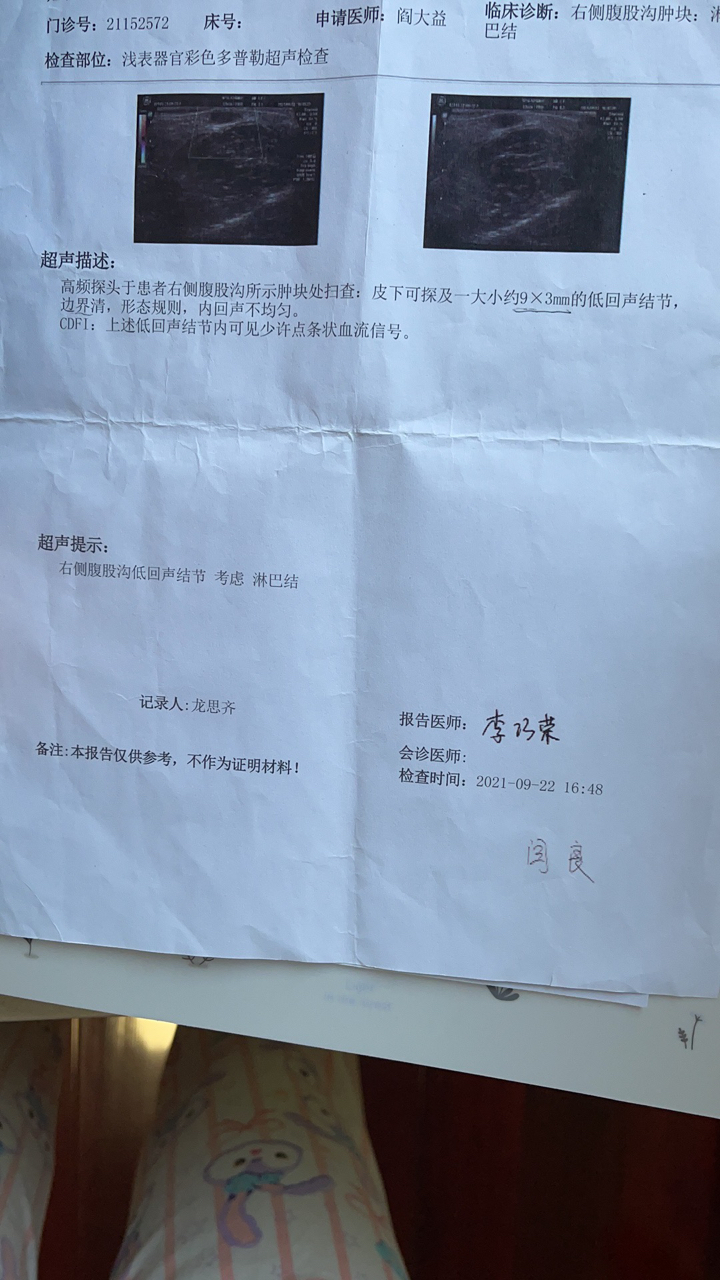 门诊号：21152572 床号： 申请医师：阎大益 临床诊断：右侧腹股沟肿块：淋
巴结
检查部位：浅表器官彩色多普勒超声检查
超声描述：
高频探头于患者右侧腹股沟所示肿块处扫查：皮下可探及一大小约9×3mm的低回声结节，
边界清，形态规则，内回声不均匀。
CDFI：上述低回声结节内可见少许点条状血流信号。
超声提示：
右侧腹股沟低回声结节 考虑 淋巴结
记录人：龙思齐
报告医师：李巧荣
会诊医师：
备注：本报告仅供参考，不作为证明材料！
检查时间：2021-09-22 16:48